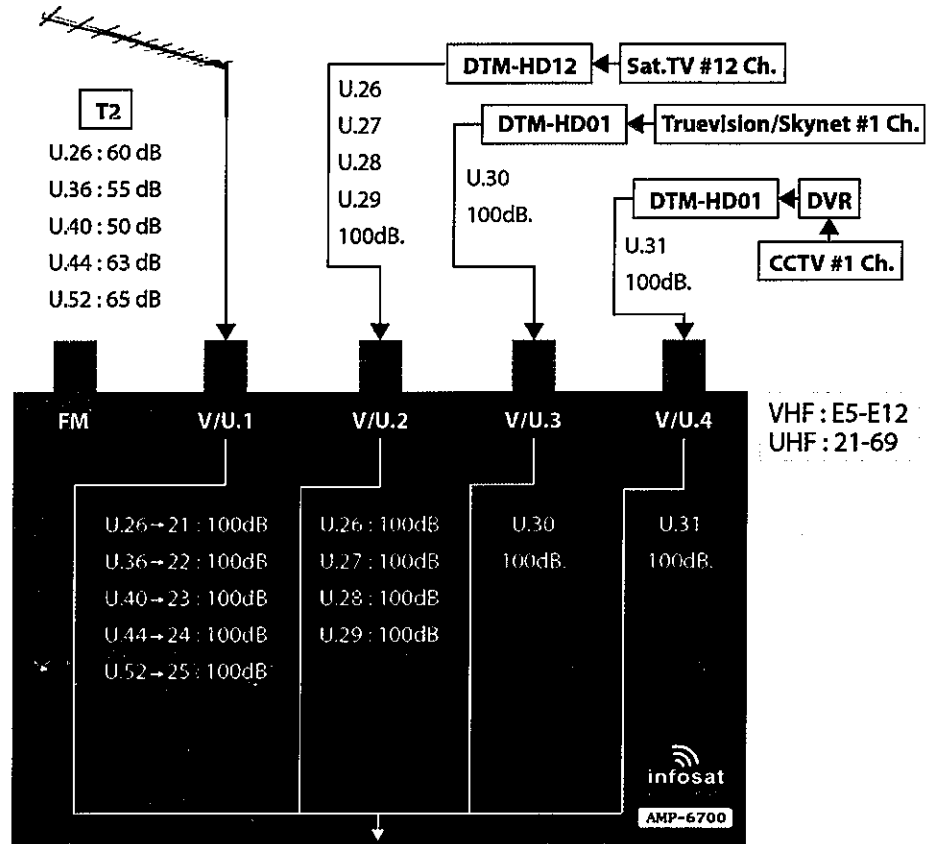 T2
U.26 : 60 dB
U.36 : 55 dB
U.40 : 50 dB
U.44 : 63 dB
U.52 : 65 dB
DTM-HD12
Sat.TV #12 Ch.
U.26
U.27
U.28
U.29
100dB.
DTM-HD01
Truevision/Skynet #1 Ch.
U.30
100dB.
DTM-HD01
DVR
CCTV #1 Ch.
U.31
100dB.
FM
V/U.1
V/U.2
V/U.3
V/U.4
VHF : E5-E12
UHF : 21-69
U.26→21 : 100dB
U.36→22 : 100dB
U.40→23 : 100dB
U.44→24 : 100dB
U.52→25 : 100dB
U.26 : 100dB
U.27 : 100dB
U.28 : 100dB
U.29 : 100dB
U.30
100dB.
U.31
100dB.
infosat
AMP-6700